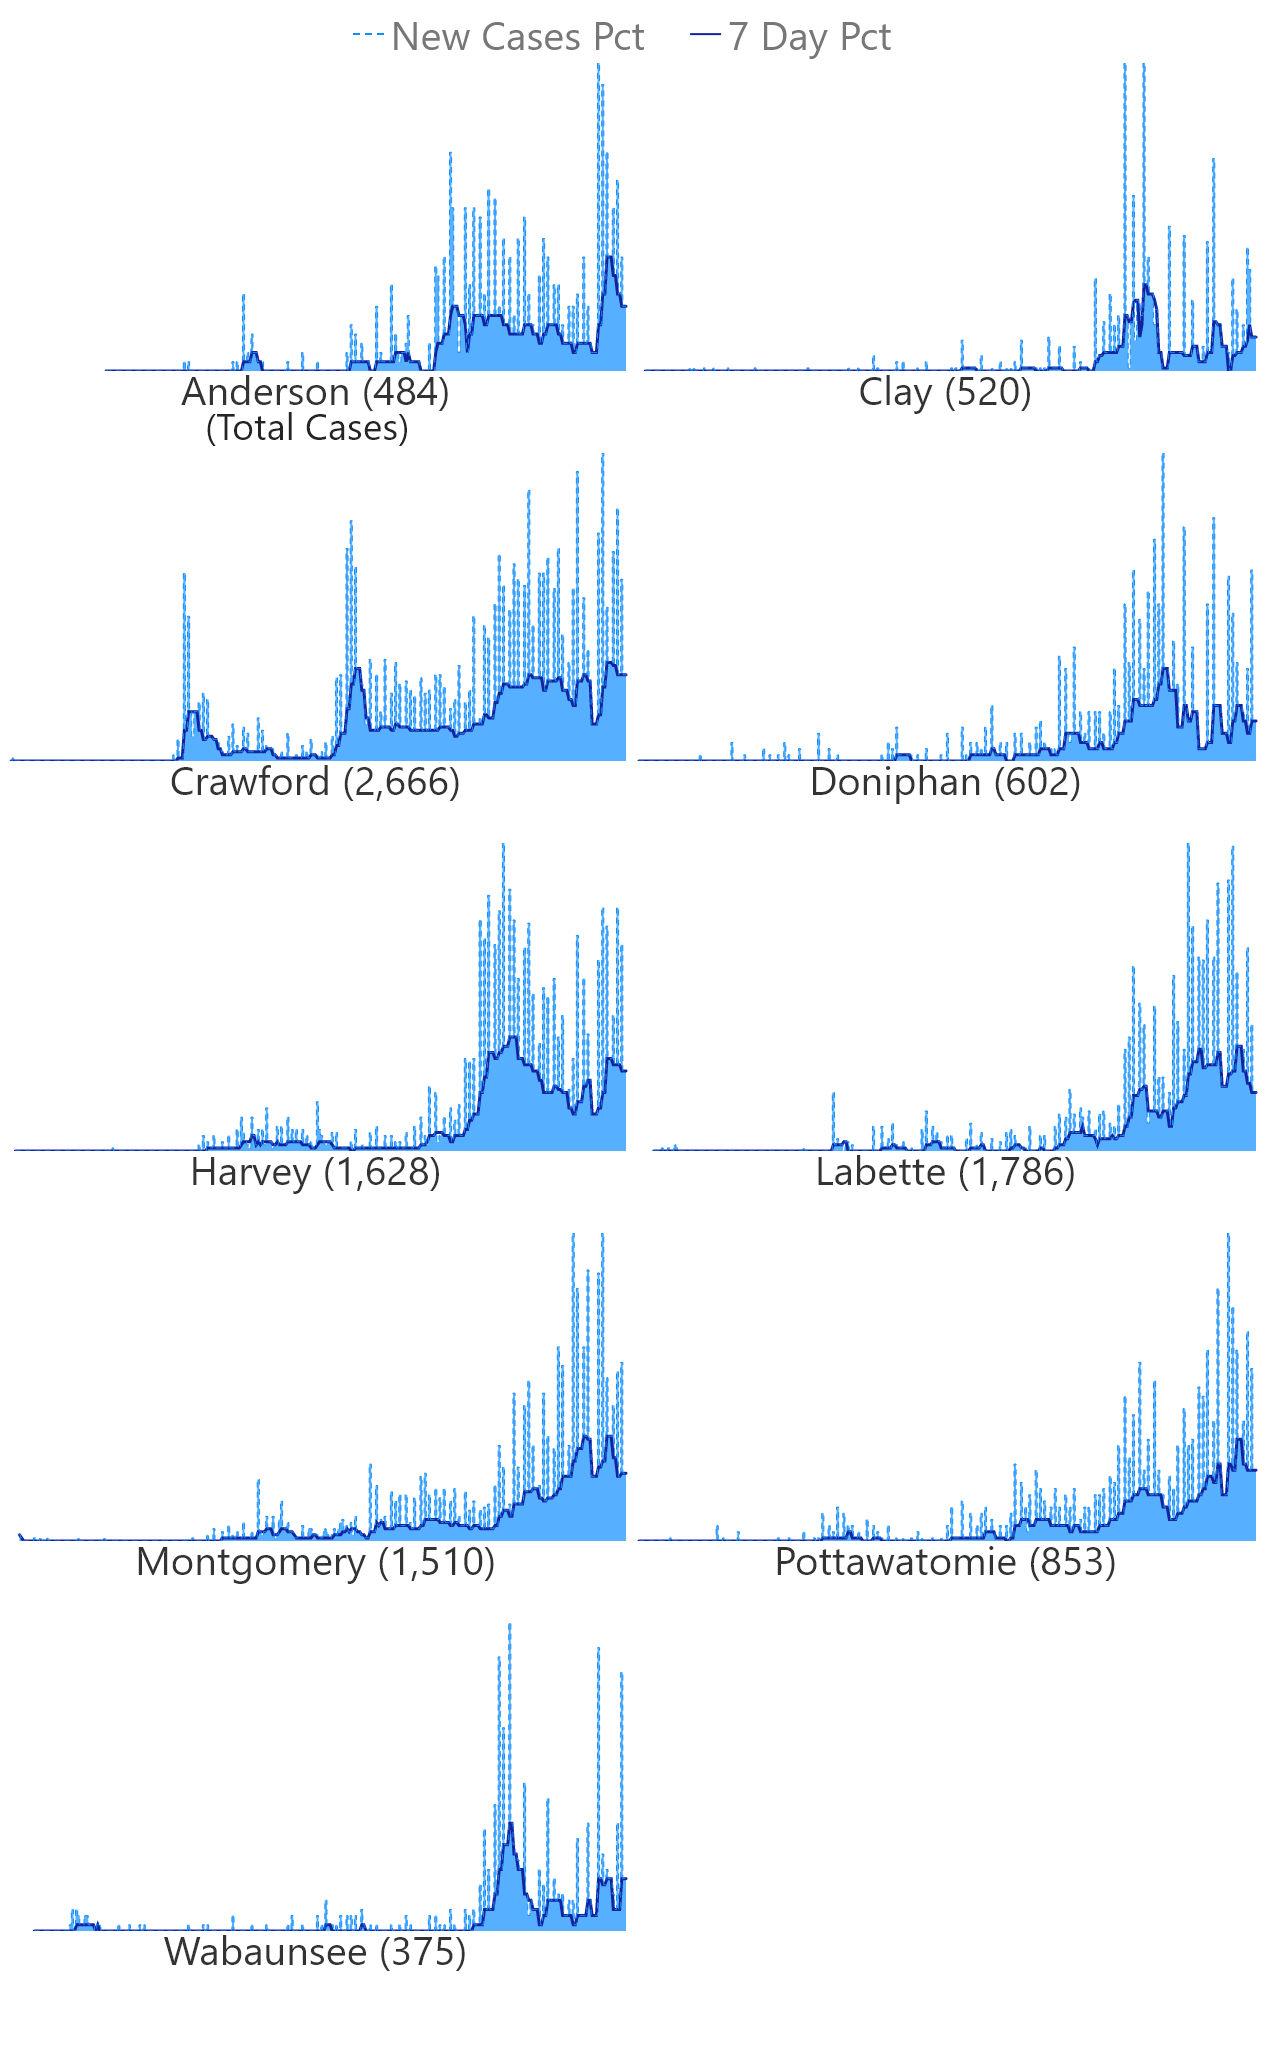 New Cases Pct 7 Day Pct
Anderson (484) Clay (520)
(Total Cases)
Crawford (2,666) Doniphan (602)
Harvey (1,628) Labette (1,786)
Montgomery (1,510) Pottawatomie (853)
Wabaunsee (375)